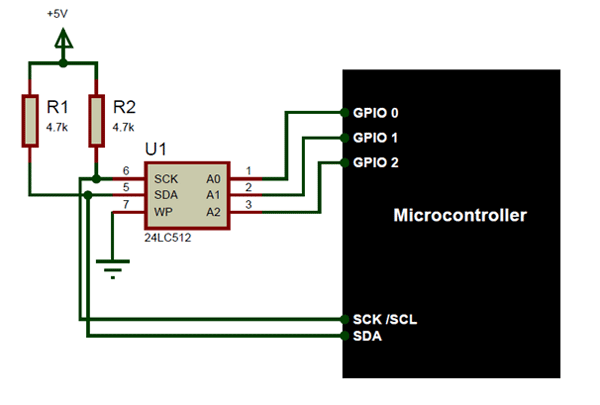 +5V
R1
4.7k
R2
4.7k
U1
6 SCK A0 1
5 SDA A1 2
7 WP A2 3
24LC512
GPIO 0
GPIO 1
GPIO 2
Microcontroller
SCK /SCL
SDA